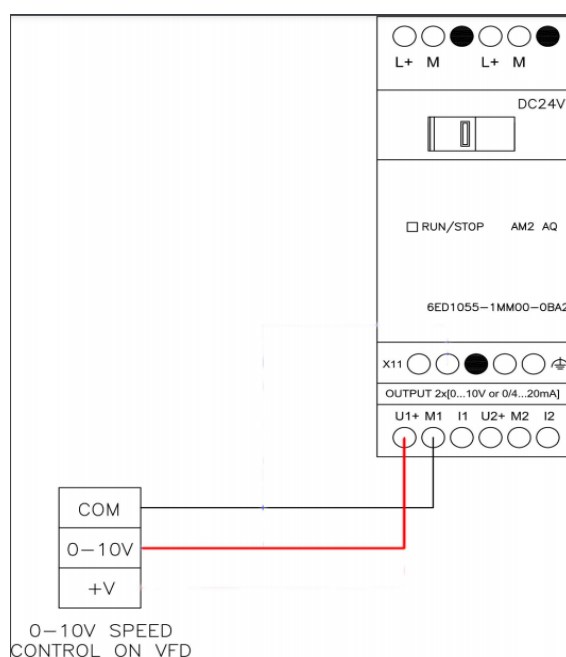 L+ M L+ M
DC24V
RUN/STOP AM2 AQ
6ED1055-1MM00-0BA2
X11
OUTPUT 2x[0...10V or 0/4...20mA]
U1+ M1 I1 U2+ M2 I2
COM
0-10V
+V
0-10V SPEED
CONTROL ON VFD